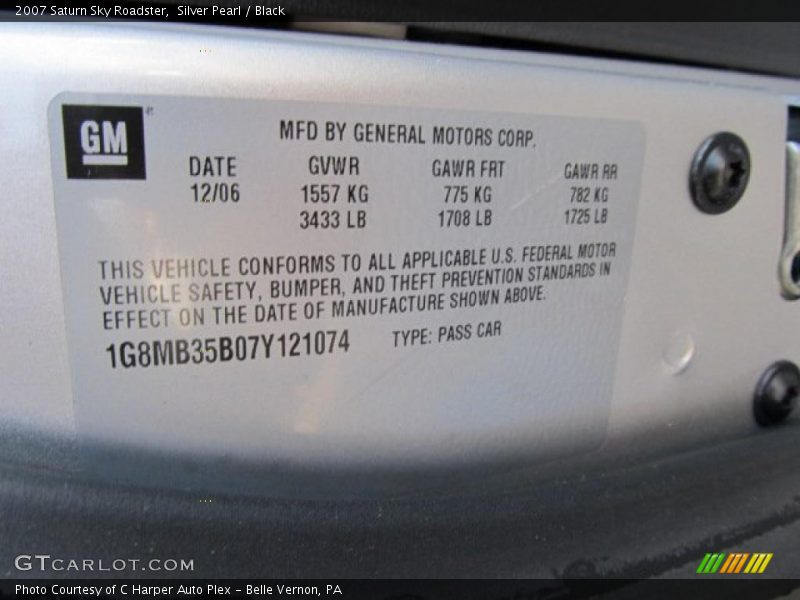 2007 Saturn Sky Roadster, Silver Pearl / Black
GM
MFD BY GENERAL MOTORS CORP.
DATE GVWR GAWR FRT GAWR RR
12/06 1557 KG 775 KG 782 KG
3433 LB 1708 LB 1725 LB
THIS VEHICLE CONFORMS TO ALL APPLICABLE U.S. FEDERAL MOTOR
VEHICLE SAFETY, BUMPER, AND THEFT PREVENTION STANDARDS IN
EFFECT ON THE DATE OF MANUFACTURE SHOWN ABOVE.
1G8MB35B07Y121074 TYPE: PASS CAR
GTCARLOT.COM
Photo Courtesy of C Harper Auto Plex - Belle Vernon, PA